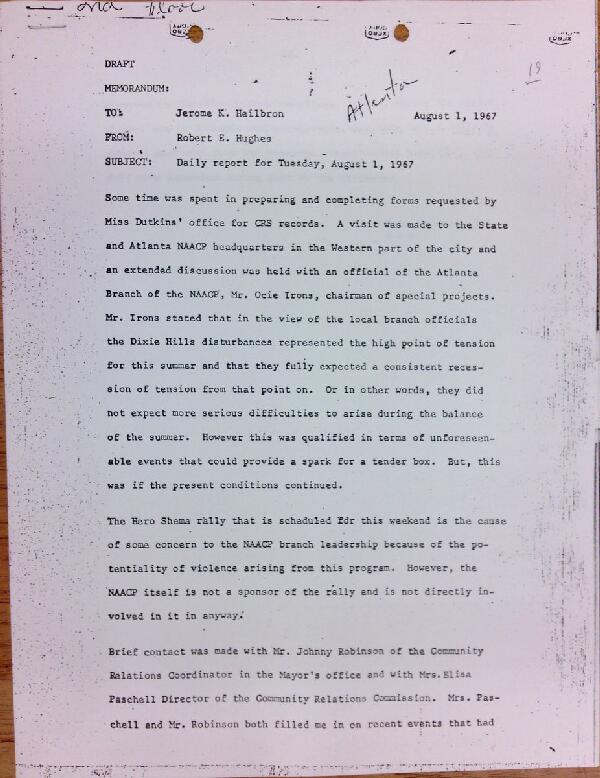 2nd floor
DRAFT
19
MEMORANDUM:
Atlanta
TO: Jerome K. Heilbron August 1, 1967
FROM: Robert E. Hughes
SUBJECT: Daily report for Tuesday, August 1, 1967
Some time was spent in preparing and completing forms requested by
Miss Dutkins' office for CRS records. A visit was made to the State
and Atlanta NAACP headquarters in the Western part of the city and
an extended discussion was held with an official of the Atlanta
Branch of the NAACP, Mr. Ocie Irons, chairman of special projects.
Mr. Irons stated that in the view of the local branch officials
the Dixie Hills disturbances represented the high point of tension
for this summer and that they fully expected a consistent reces-
sion of tension from that point on. Or in other words, they did
not expect more serious difficulties to arise during the balance
of the summer. However this was qualified in terms of unforeseen-
able events that could provide a spark for a tender box. But, this
was if the present conditions continued.
The Hero Shema rally that is scheduled for this weekend is the cause
of some concern to the NAACP branch leadership because of the po-
tentiality of violence arising from this program. However, the
NAACP itself is not a sponsor of the rally and is not directly in-
volved in it in anyway.
Brief contact was made with Mr. Johnny Robinson of the Community
Relations Coordinator in the Mayor's office and with Mrs. Elisa
Paschell Director of the Community Relations Commission. Mrs. Pas-
chell and Mr. Robinson both filled me in on recent events that had